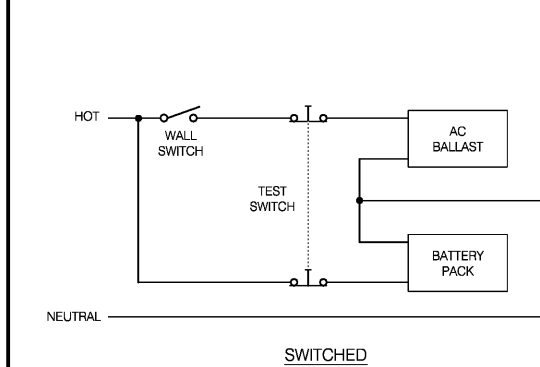 HOT
WALL
SWITCH
AC
BALLAST
TEST
SWITCH
BATTERY
PACK
NEUTRAL
SWITCHED